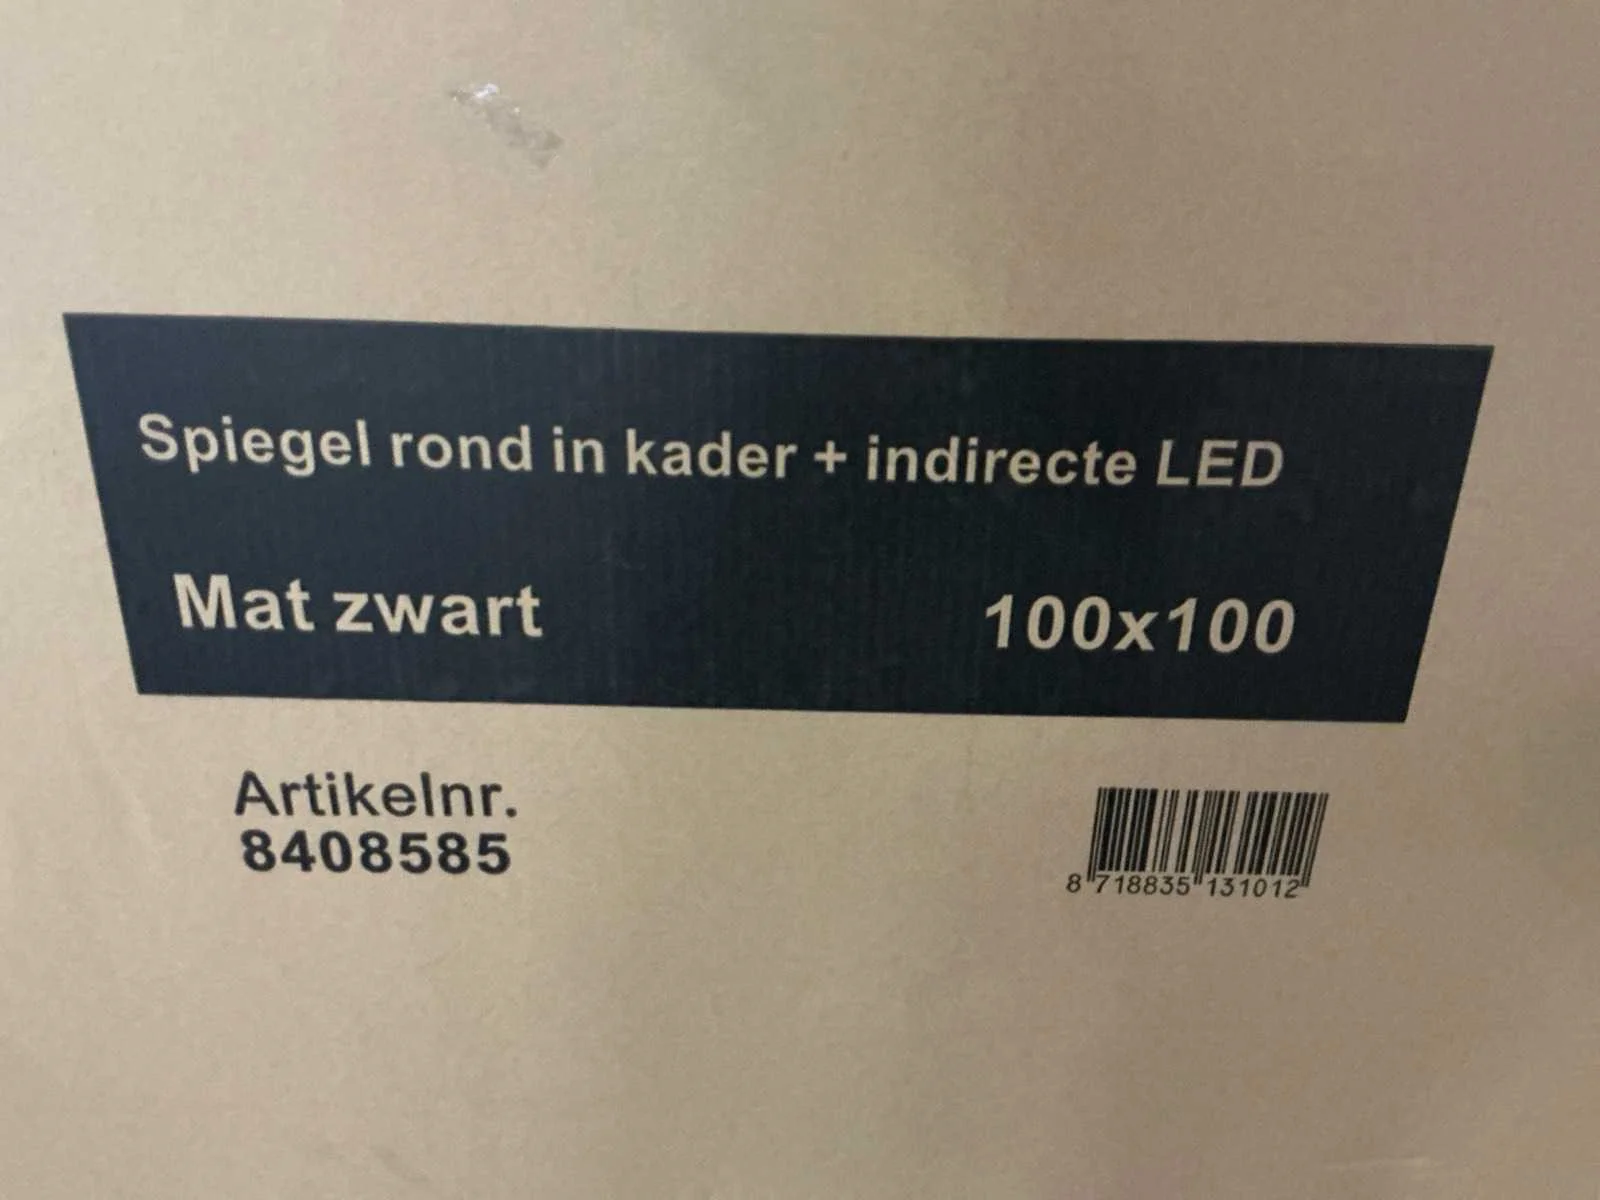 Spiegel rond in kader + indirecte LED
Mat zwart 100x100
Artikelnr.
8408585
8 718835 131012